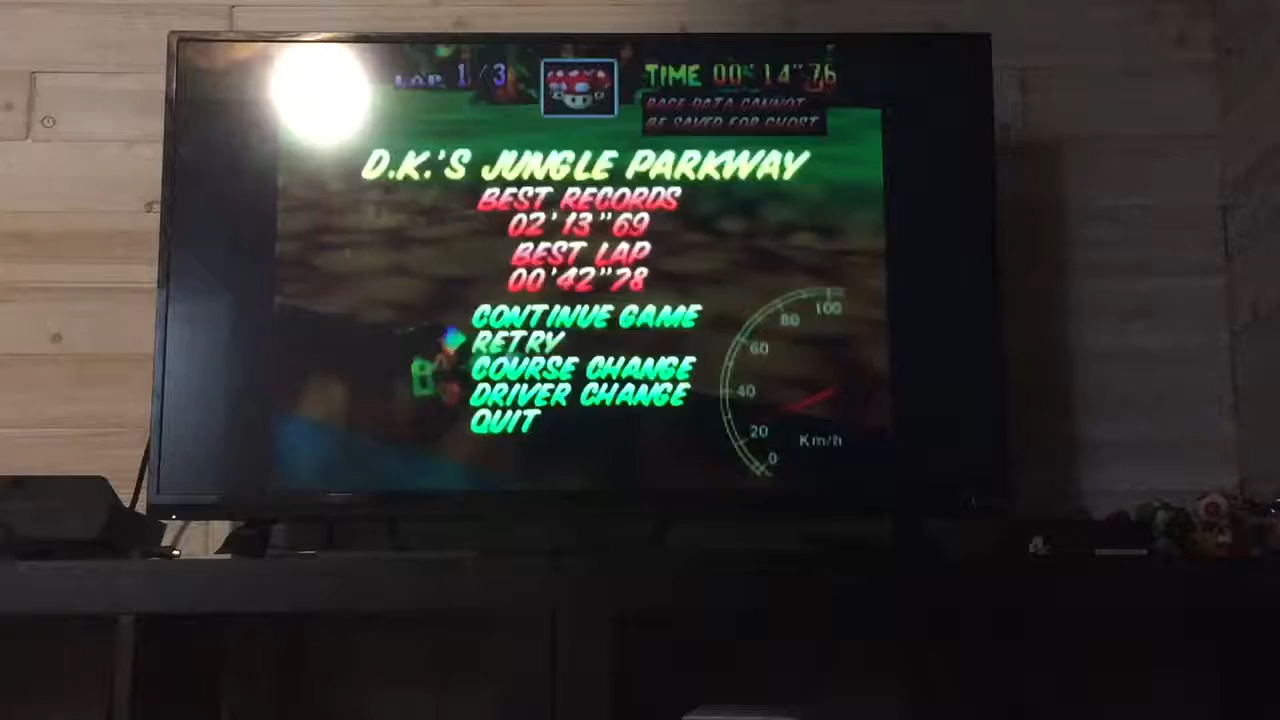 LAP 1/3
TIME 00'14"76
RACE DATA CANNOT
BE SAVED FOR GHOST
D.K.'S JUNGLE PARKWAY
BEST RECORDS
02'13"69
BEST LAP
00'42"78
CONTINUE GAME
RETRY
COURSE CHANGE
DRIVER CHANGE
QUIT
100
80
60
40
20
0
Km/h